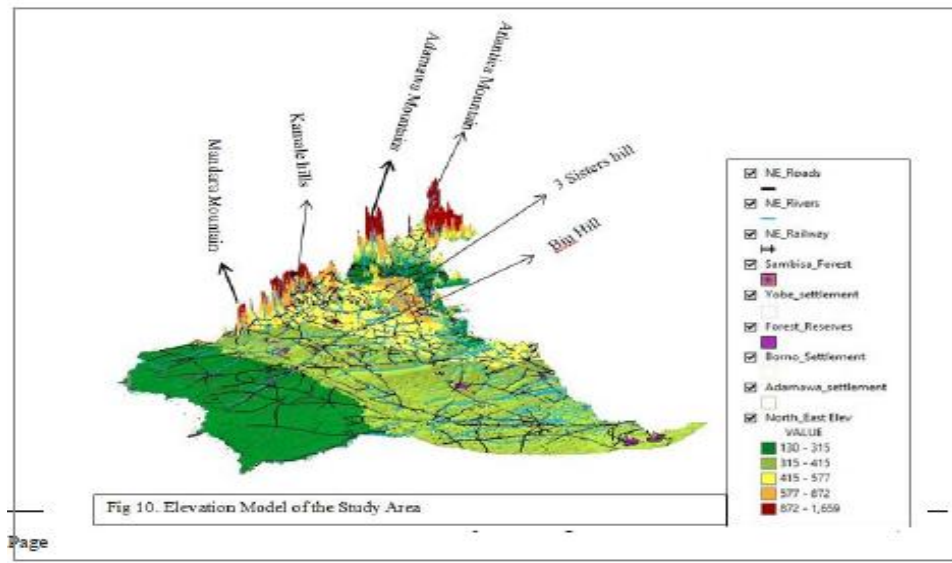 Mandara Mountain
Kamale hills
Adamawa Mountains
Atlantica Mountain
3 Sisters hill
Biu Hill
NE_Roads
NE_Rivers
NE_Railway
Sambisa_Forest
Yobe_settlement
Forest_Reserves
Borno_Settlement
Adamawa_settlement
North_East Elev
VALUE
130 - 315
315 - 415
415 - 577
577 - 872
872 - 1,659
Fig 10. Elevation Model of the Study Area
Page